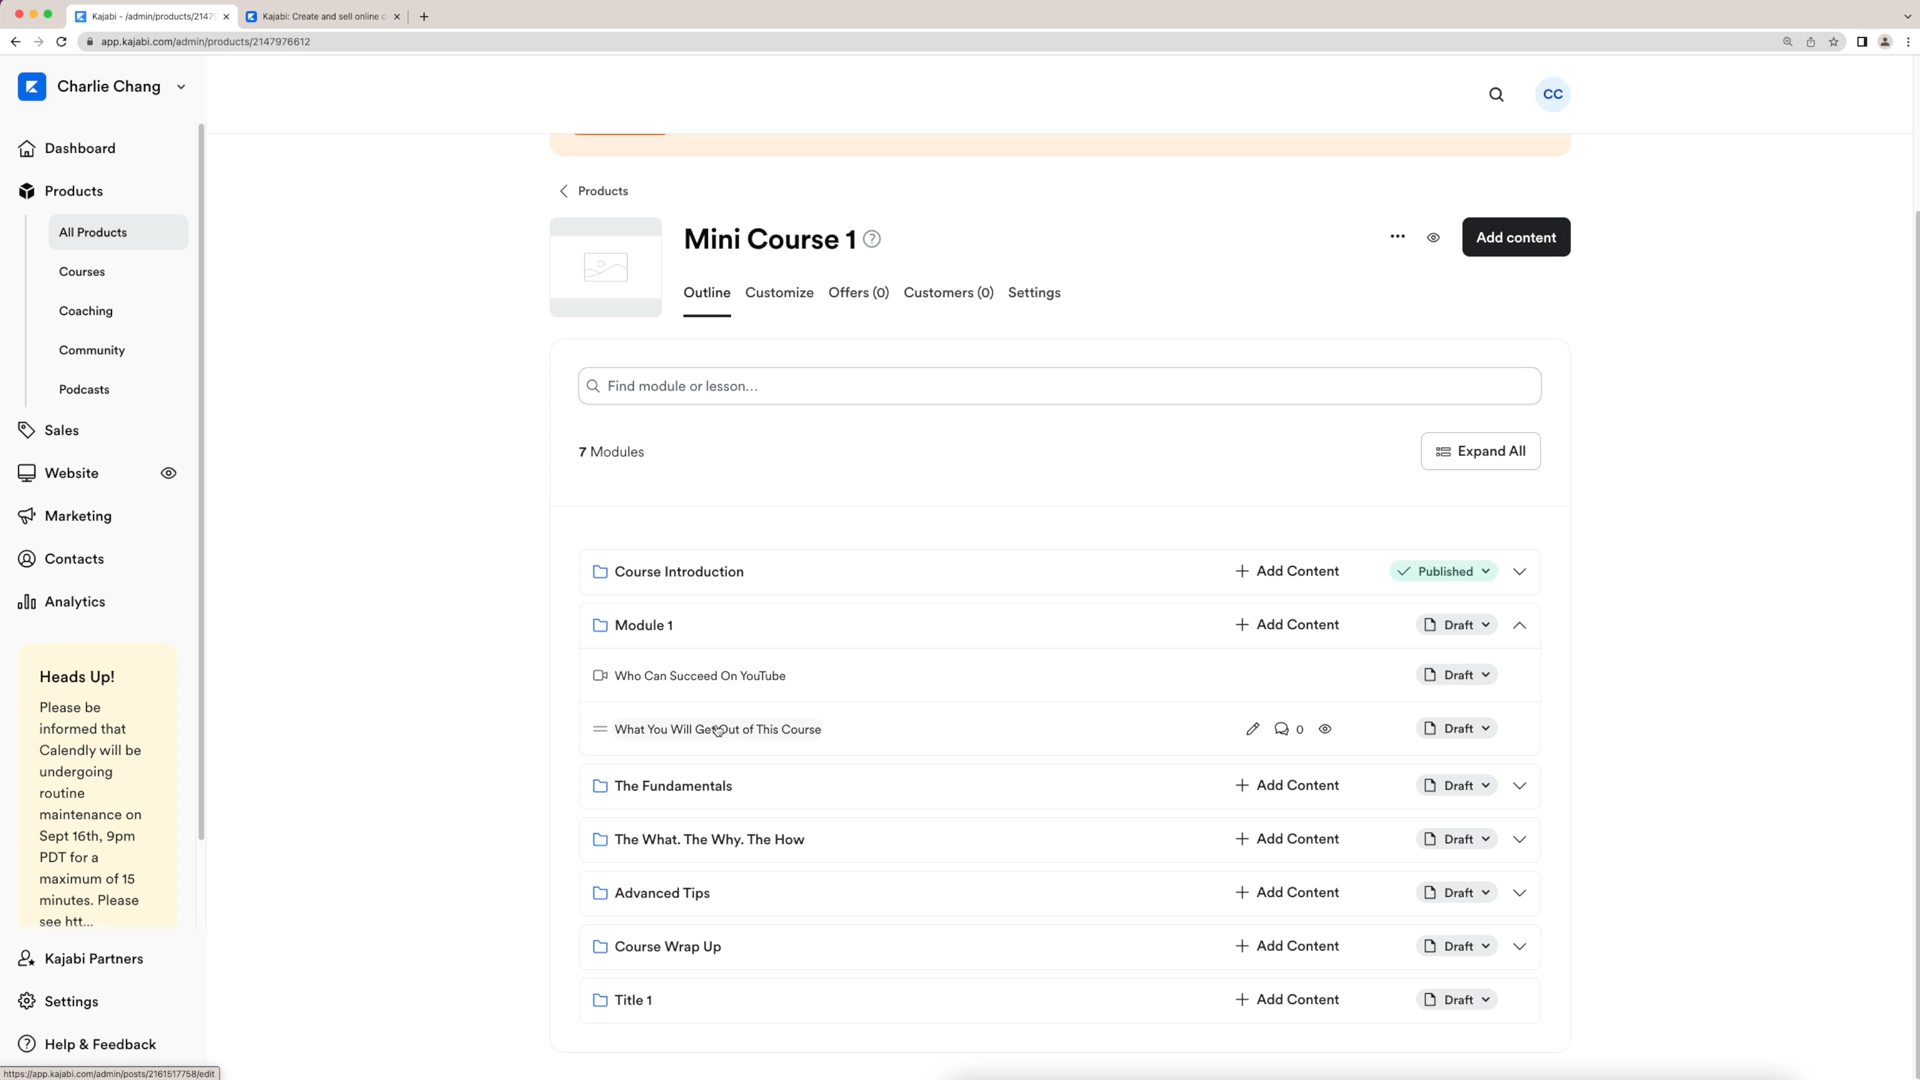 Kajabi - /admin/products/2147
Kajabi: Create and sell online c
app.kajabi.com/admin/products/2147976612
Charlie Chang
CC
Dashboard
Products
All Products
Courses
Coaching
Community
Podcasts
Sales
Website
Marketing
Contacts
Analytics
Heads Up!
Please be
informed that
Calendly will be
undergoing
routine
maintenance on
Sept 16th, 9pm
PDT for a
maximum of 15
minutes. Please
see htt...
Kajabi Partners
Settings
Help & Feedback
Products
Mini Course 1 ?
Add content
Outline Customize Offers (0) Customers (0) Settings
Find module or lesson...
7 Modules
Expand All
Course Introduction + Add Content Published
Module 1 + Add Content Draft
Who Can Succeed On YouTube Draft
What You Will Get Out of This Course 0 Draft
The Fundamentals + Add Content Draft
The What. The Why. The How + Add Content Draft
Advanced Tips + Add Content Draft
Course Wrap Up + Add Content Draft
Title 1 + Add Content Draft
https://app.kajabi.com/admin/posts/2161517758/edit